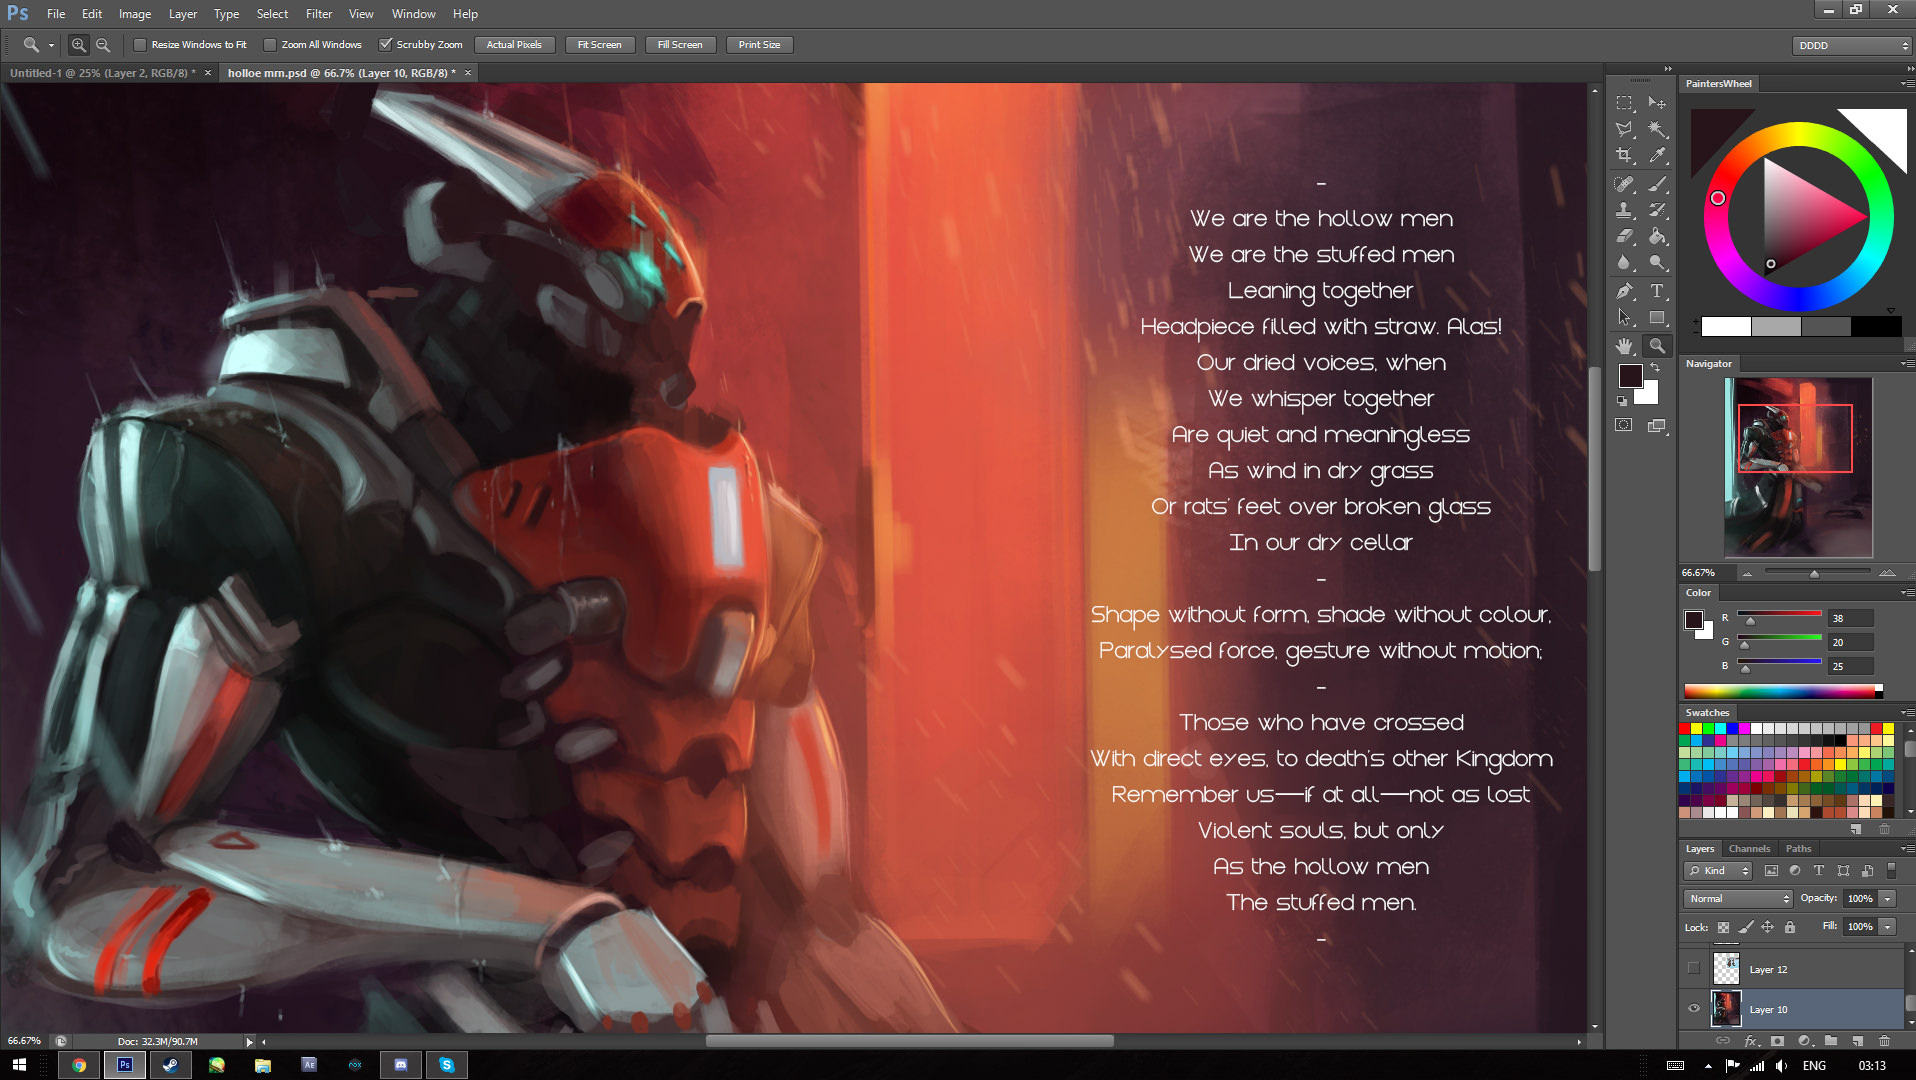 Ps File Edit Image Layer Type Select Filter View Window Help
Resize Windows to Fit Zoom All Windows Scrubby Zoom Actual Pixels Fit Screen Fill Screen Print Size DDDD
Untitled-1 @ 25% (Layer 2, RGB/8) * × holloe mrn.psd @ 66.7% (Layer 10, RGB/8) * ×
PaintersWheel
–
We are the hollow men
We are the stuffed men
Leaning together
Headpiece filled with straw. Alas!
Our dried voices, when
We whisper together
Are quiet and meaningless
As wind in dry grass
Or rats' feet over broken glass
In our dry cellar
–
Shape without form, shade without colour,
Paralysed force, gesture without motion;
–
Those who have crossed
With direct eyes, to death's other Kingdom
Remember us—if at all—not as lost
Violent souls, but only
As the hollow men
The stuffed men.
–
Navigator
66.67%
Color
R 38
G 20
B 25
Swatches
Layers Channels Paths
Kind
Normal Opacity: 100%
Lock: Fill: 100%
Layer 12
Layer 10
66.67% Doc: 32.3M/90.7M
Ps Ae nox ENG 03:13